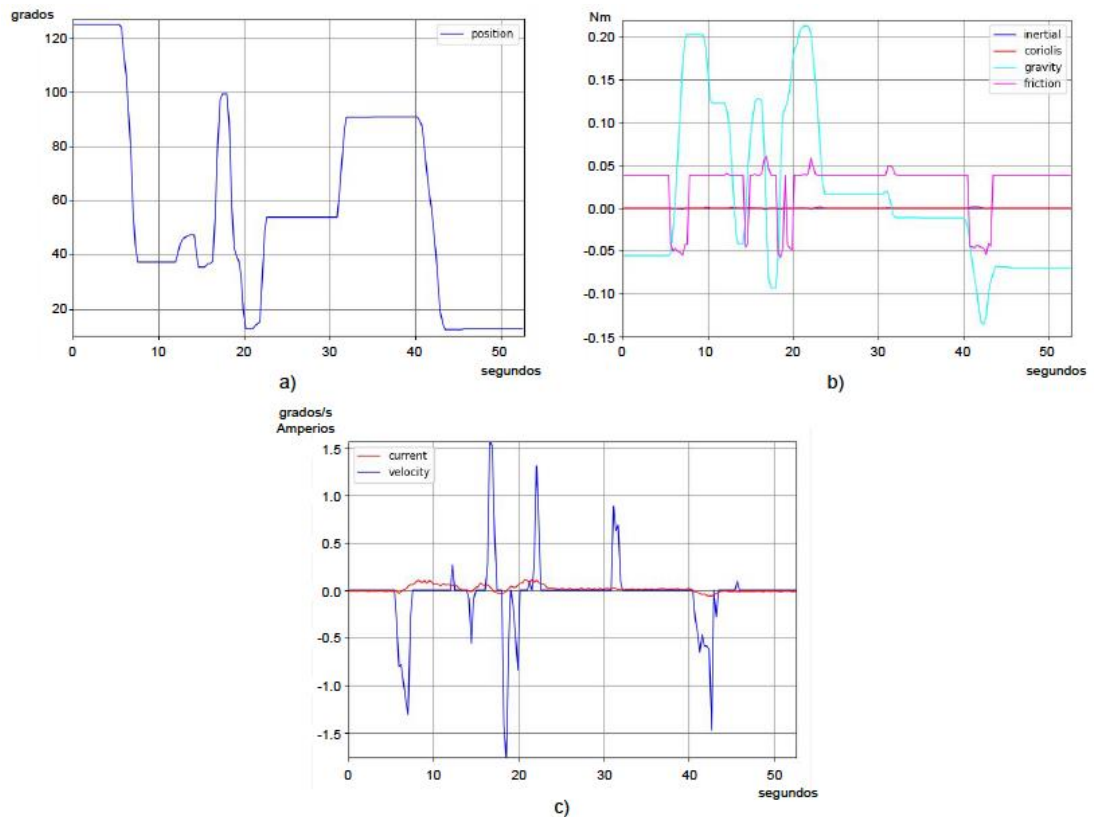 grados
position
120
100
80
60
40
20
0 10 20 30 40 50
segundos
a)
Nm
inertial
coriolis
gravity
friction
0.20
0.15
0.10
0.05
0.00
-0.05
-0.10
-0.15
0 10 20 30 40 50
segundos
b)
grados/s
Amperios
current
velocity
1.5
1.0
0.5
0.0
-0.5
-1.0
-1.5
0 10 20 30 40 50
segundos
c)